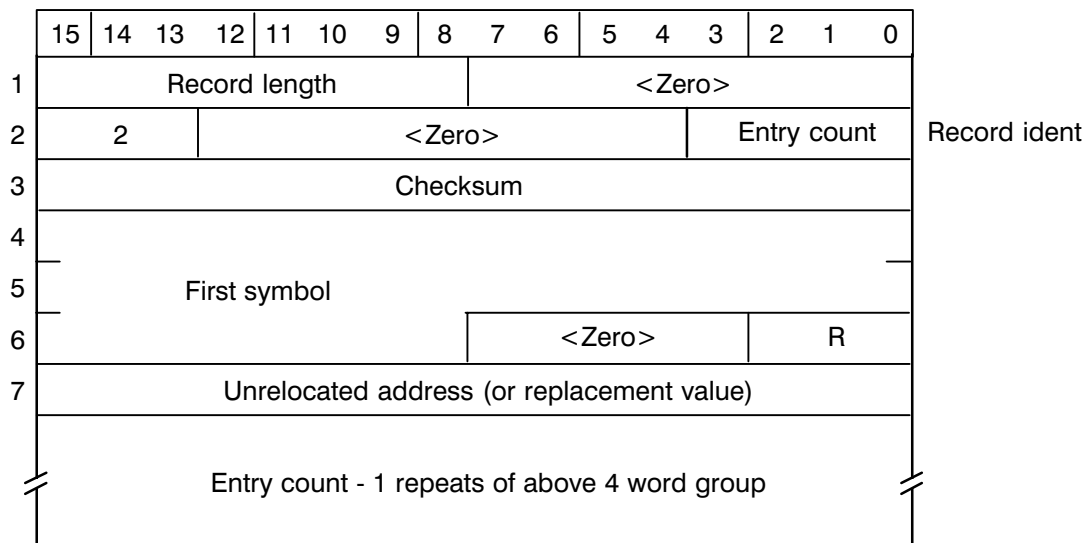 15 14 13 12 11 10 9 8 7 6 5 4 3 2 1 0
1 Record length <Zero>
2 2 <Zero> Entry count Record ident
3 Checksum
4
5 First symbol
6 <Zero> R
7 Unrelocated address (or replacement value)
Entry count - 1 repeats of above 4 word group